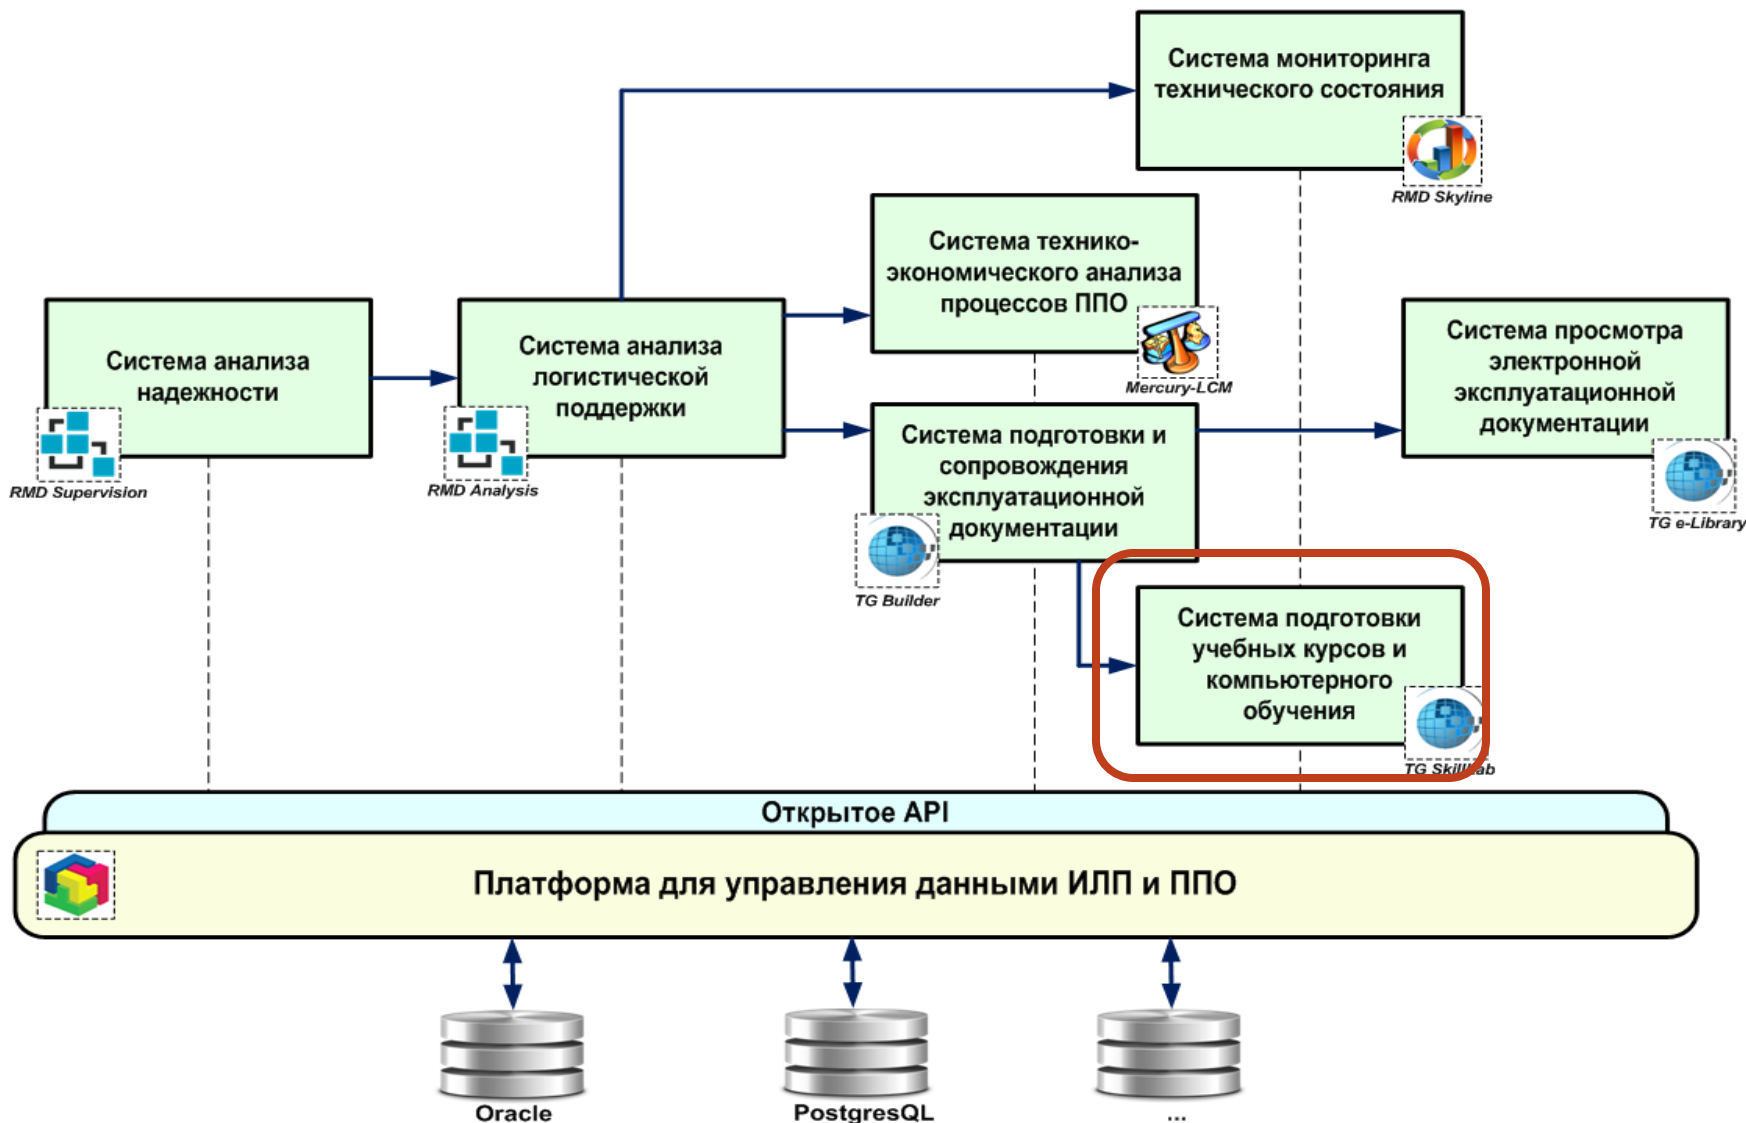 Система мониторинга
технического состояния
RMD Skyline
Система технико-
экономического анализа
процессов ППО
Mercury-LCM
Система анализа
надежности
RMD Supervision
Система анализа
логистической
поддержки
RMD Analysis
Система просмотра
электронной
эксплуатационной
документации
TG e-Library
Система подготовки и
сопровождения
эксплуатационной
документации
TG Builder
Система подготовки
учебных курсов и
компьютерного
обучения
TG SkillLab
Открытое API
Платформа для управления данными ИЛП и ППО
Oracle
PostgresQL
...